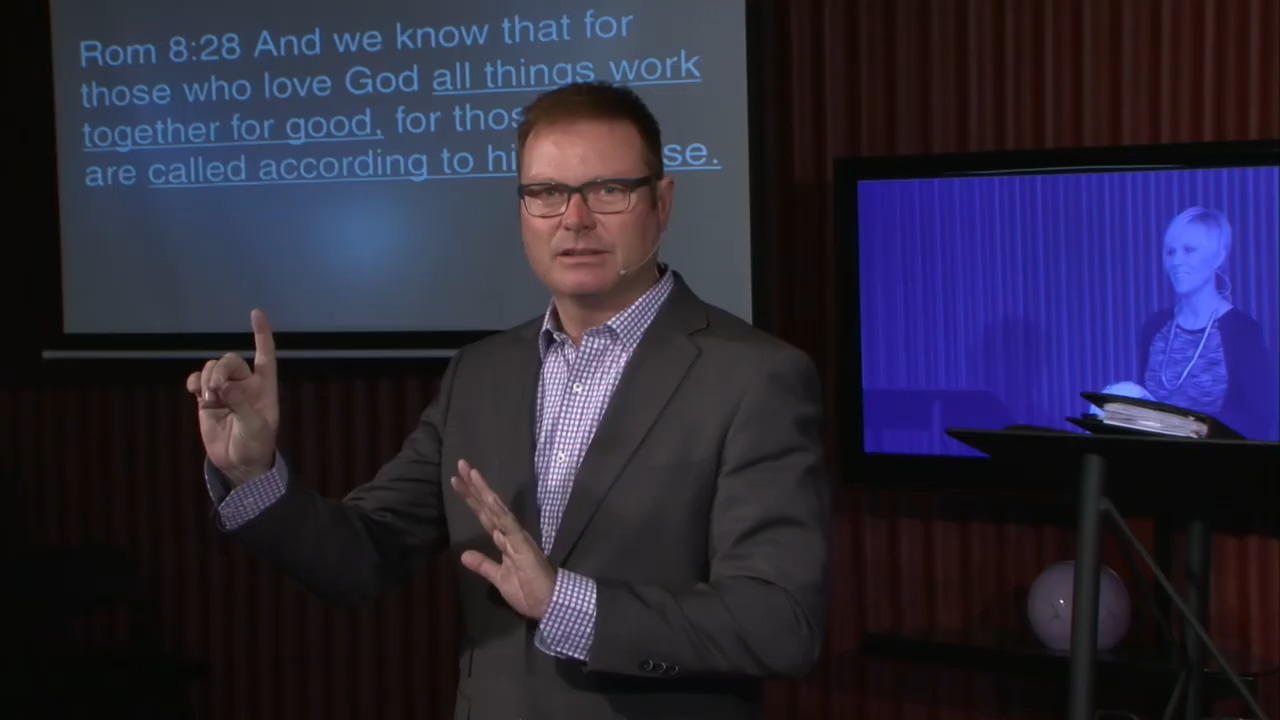 Rom 8:28 And we know that for
those who love God all things work
together for good, for
are called according to